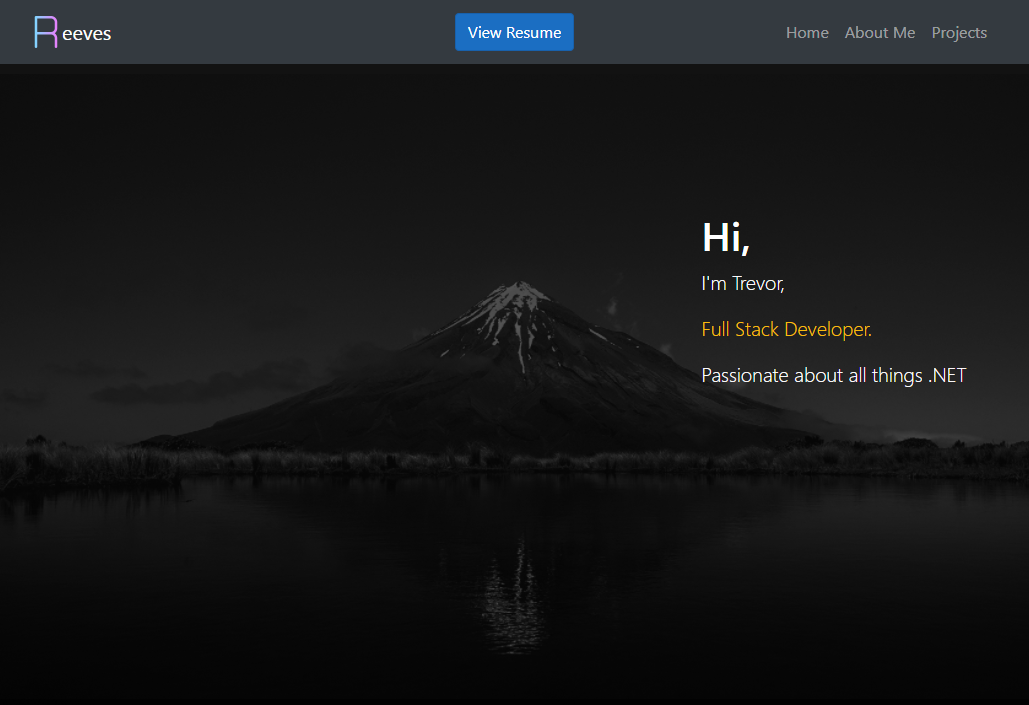 Reeves
View Resume
Home About Me Projects
Hi,
I'm Trevor,
Full Stack Developer.
Passionate about all things .NET